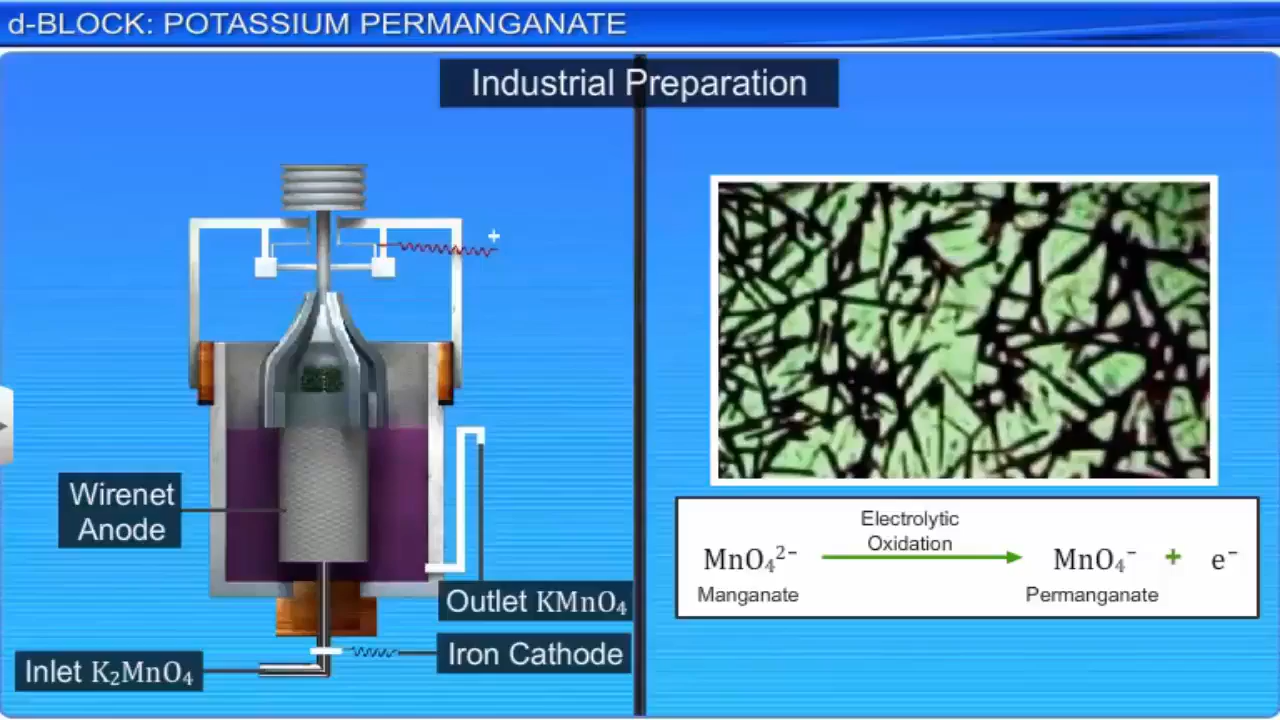 d-BLOCK: POTASSIUM PERMANGANATE
Industrial Preparation
+
Wirenet
Anode
Outlet KMnO₄
Iron Cathode
Inlet K₂MnO₄
Electrolytic
Oxidation
MnO₄²⁻ MnO₄⁻ + e⁻
Manganate Permanganate